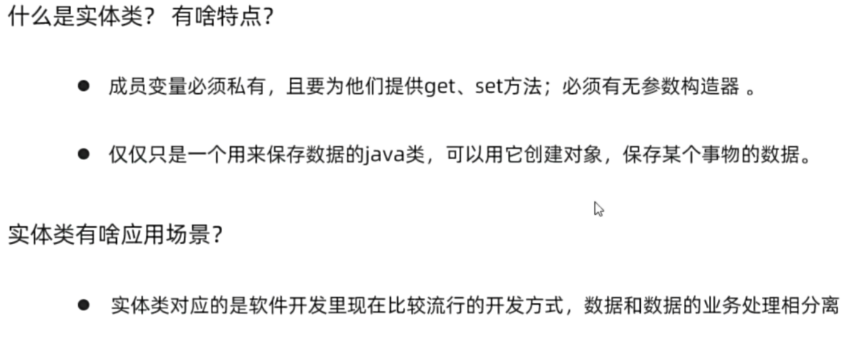 什么是实体类？ 有啥特点？
● 成员变量必须私有，且要为他们提供get、set方法；必须有无参数构造器 。
● 仅仅只是一个用来保存数据的java类，可以用它创建对象，保存某个事物的数据。
实体类有啥应用场景？
● 实体类对应的是软件开发里现在比较流行的开发方式，数据和数据的业务处理相分离